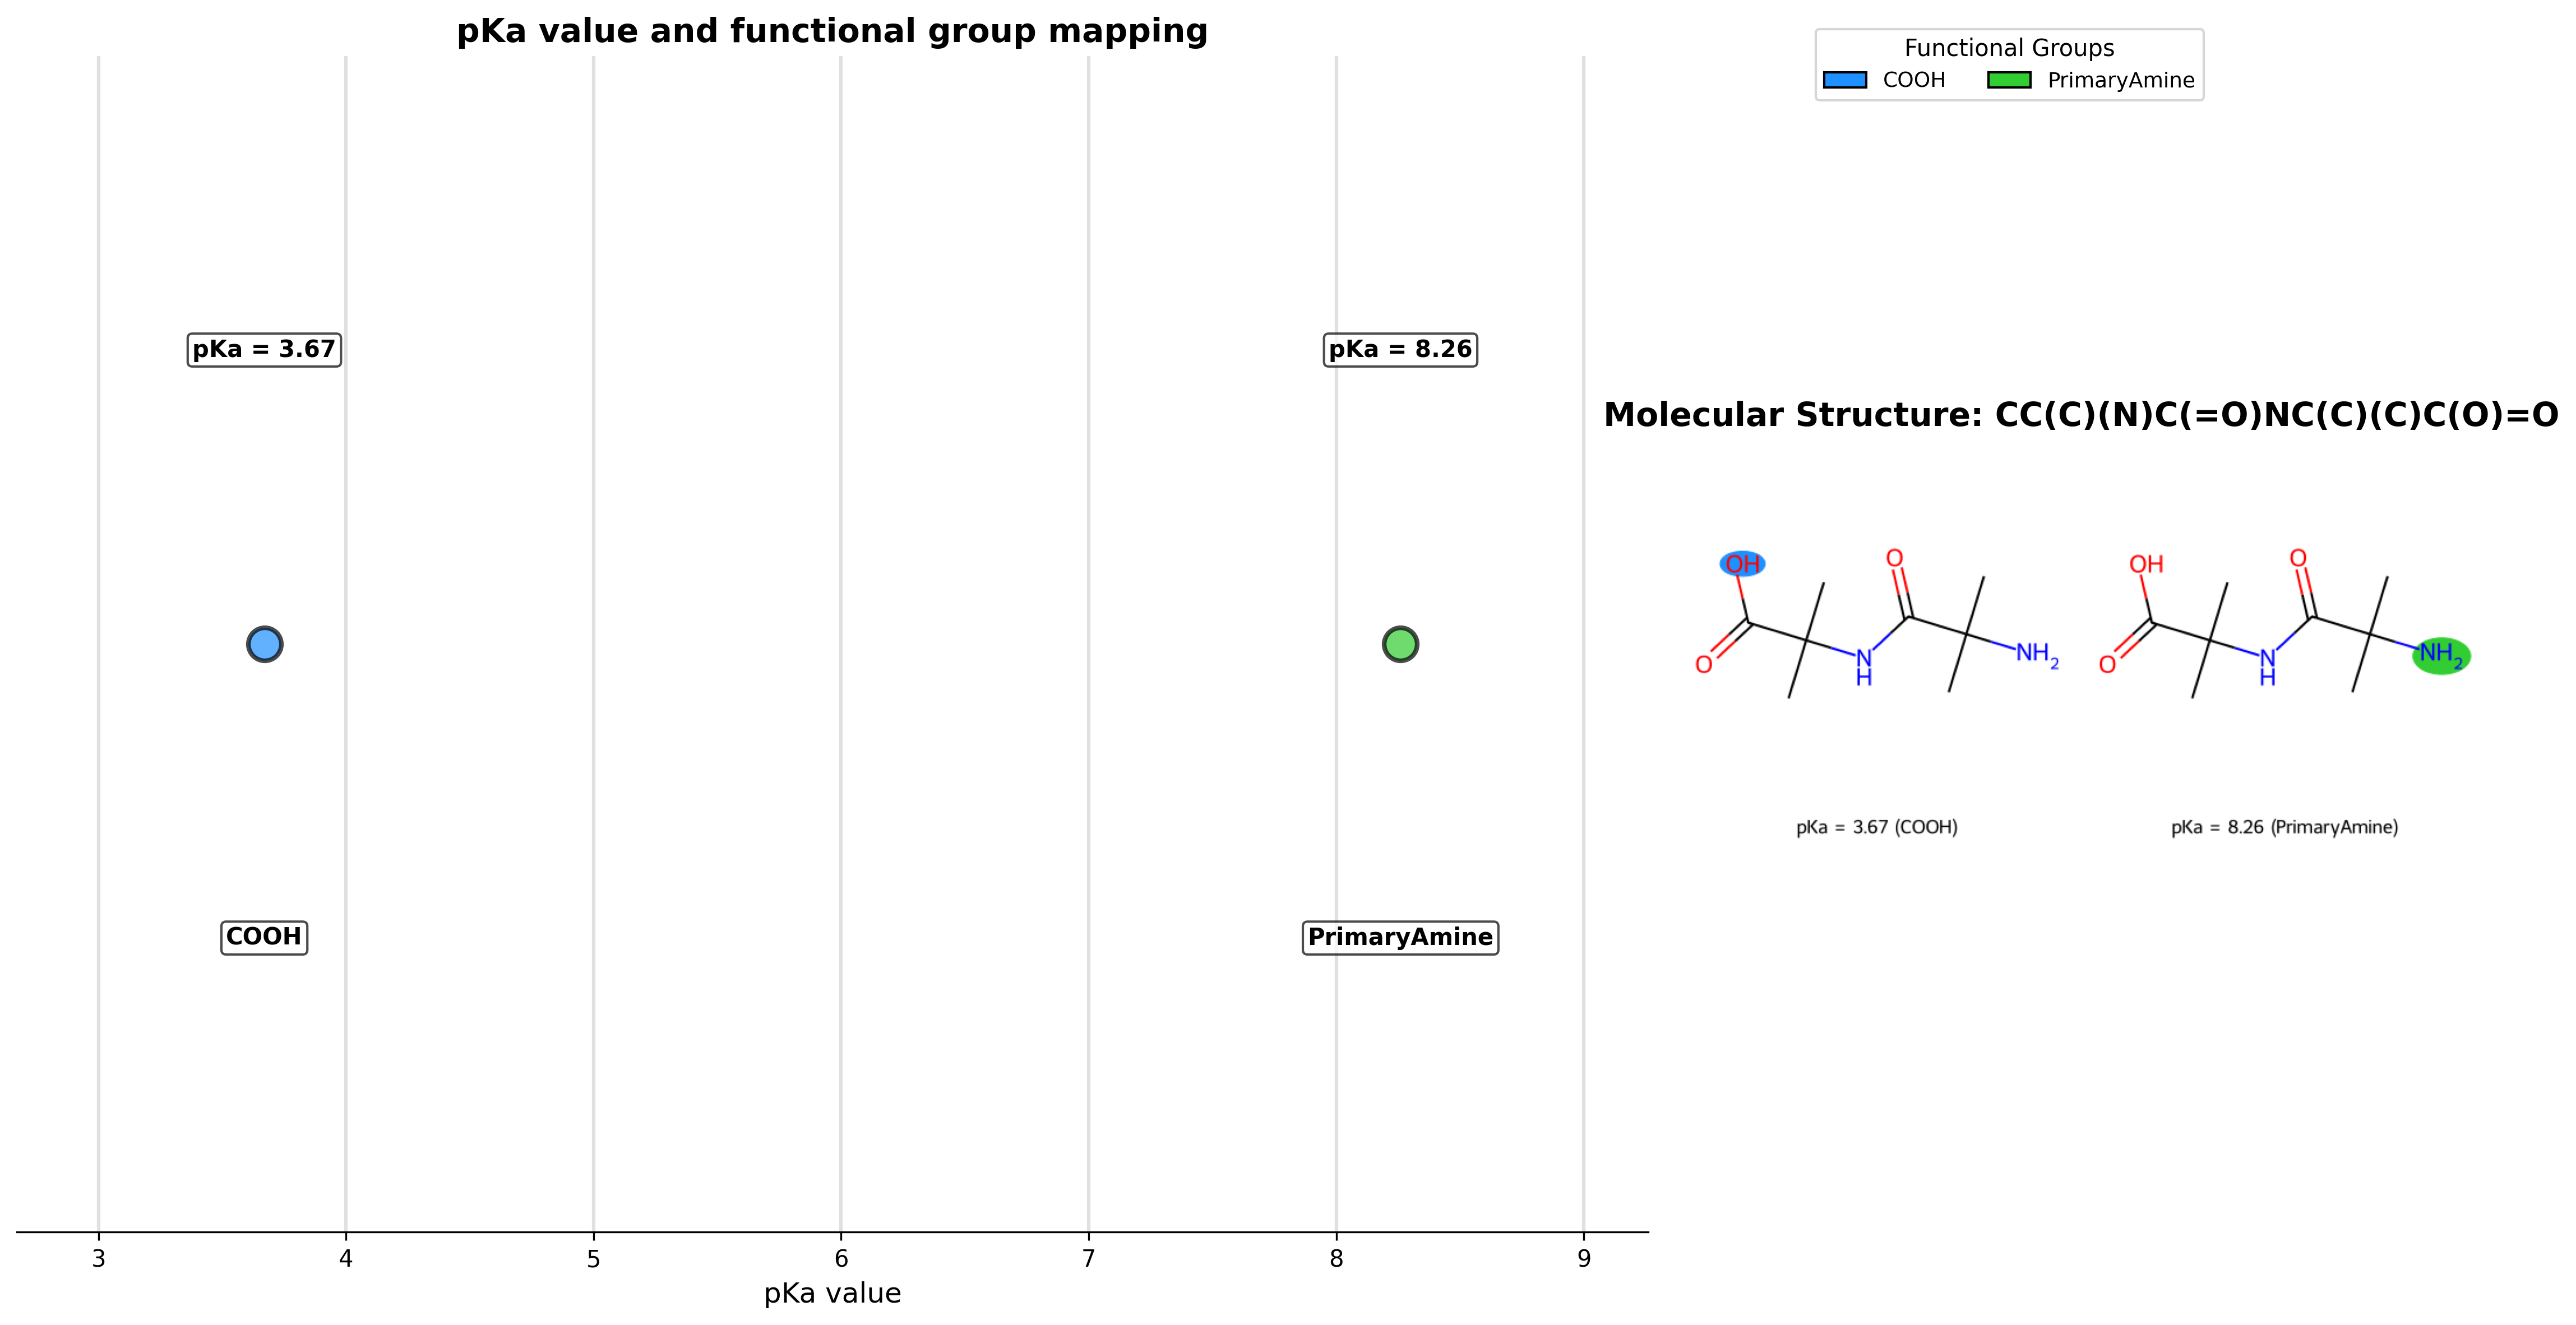 pKa value and functional group mapping
pKa = 3.67
pKa = 8.26
COOH
PrimaryAmine
3 4 5 6 7 8 9
pKa value
Functional Groups
COOH PrimaryAmine
Molecular Structure: CC(C)(N)C(=O)NC(C)(C)C(O)=O
OH O OH O
O N H NH2 O N H NH2
pKa = 3.67 (COOH)
pKa = 8.26 (PrimaryAmine)